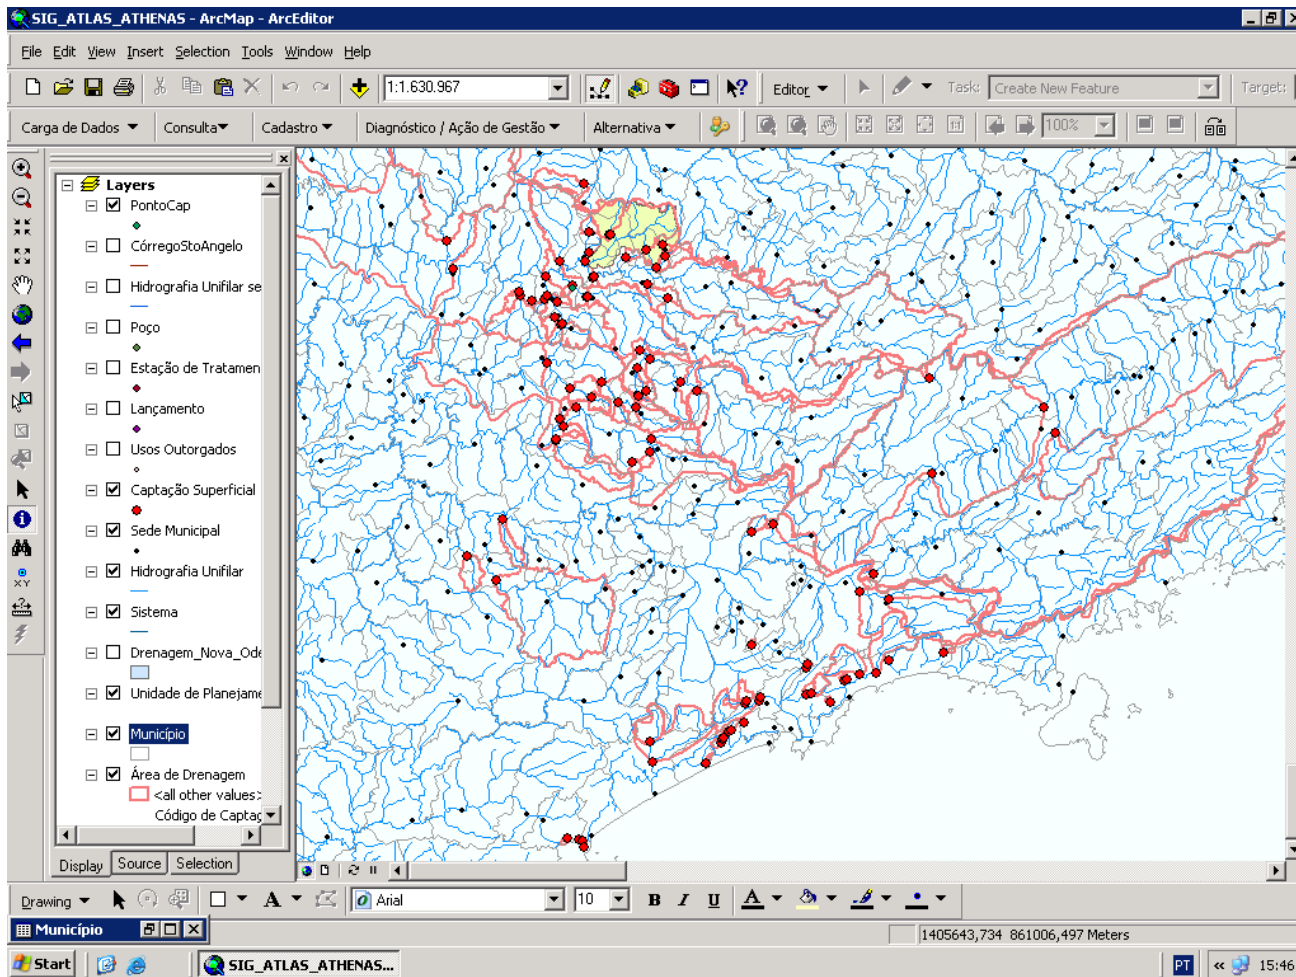 SIG_ATLAS_ATHENAS - ArcMap - ArcEditor
File Edit View Insert Selection Tools Window Help
1:1.630.967 Editor Task: Create New Feature Target:
Carga de Dados Consulta Cadastro Diagnóstico / Ação de Gestão Alternativa 1:1 100%
Layers
PontoCap
CórregoStoAngelo
Hidrografia Unifilar se
Poço
Estação de Tratamen
Lançamento
Usos Outorgados
Captação Superficial
Sede Municipal
Hidrografia Unifilar
Sistema
Drenagem_Nova_Ode
Unidade de Planejame
Município
Área de Drenagem
<all other values>
Código de Captaç
XY
Display Source Selection
Drawing A Arial 10 B I U A
Município
1405643,734 861006,497 Meters
Start SIG_ATLAS_ATHENAS... PT 15:46